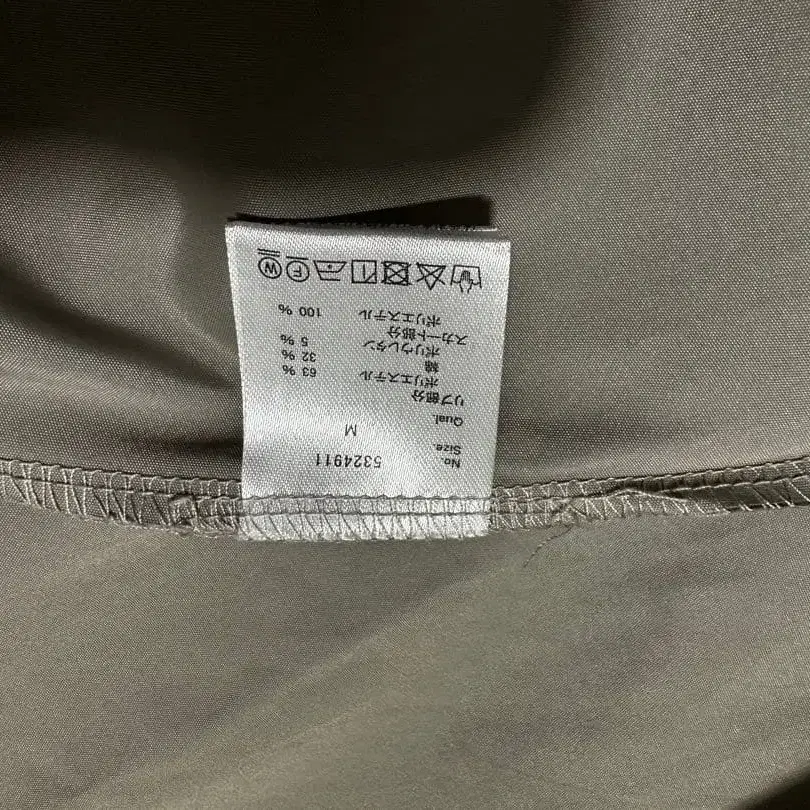 No. 5324911
Size. M
Qual.
リブ部分
ポリエステル 63 %
綿 32 %
ポリウレタン 5 %
スカート部分
ポリエステル 100 %
F W